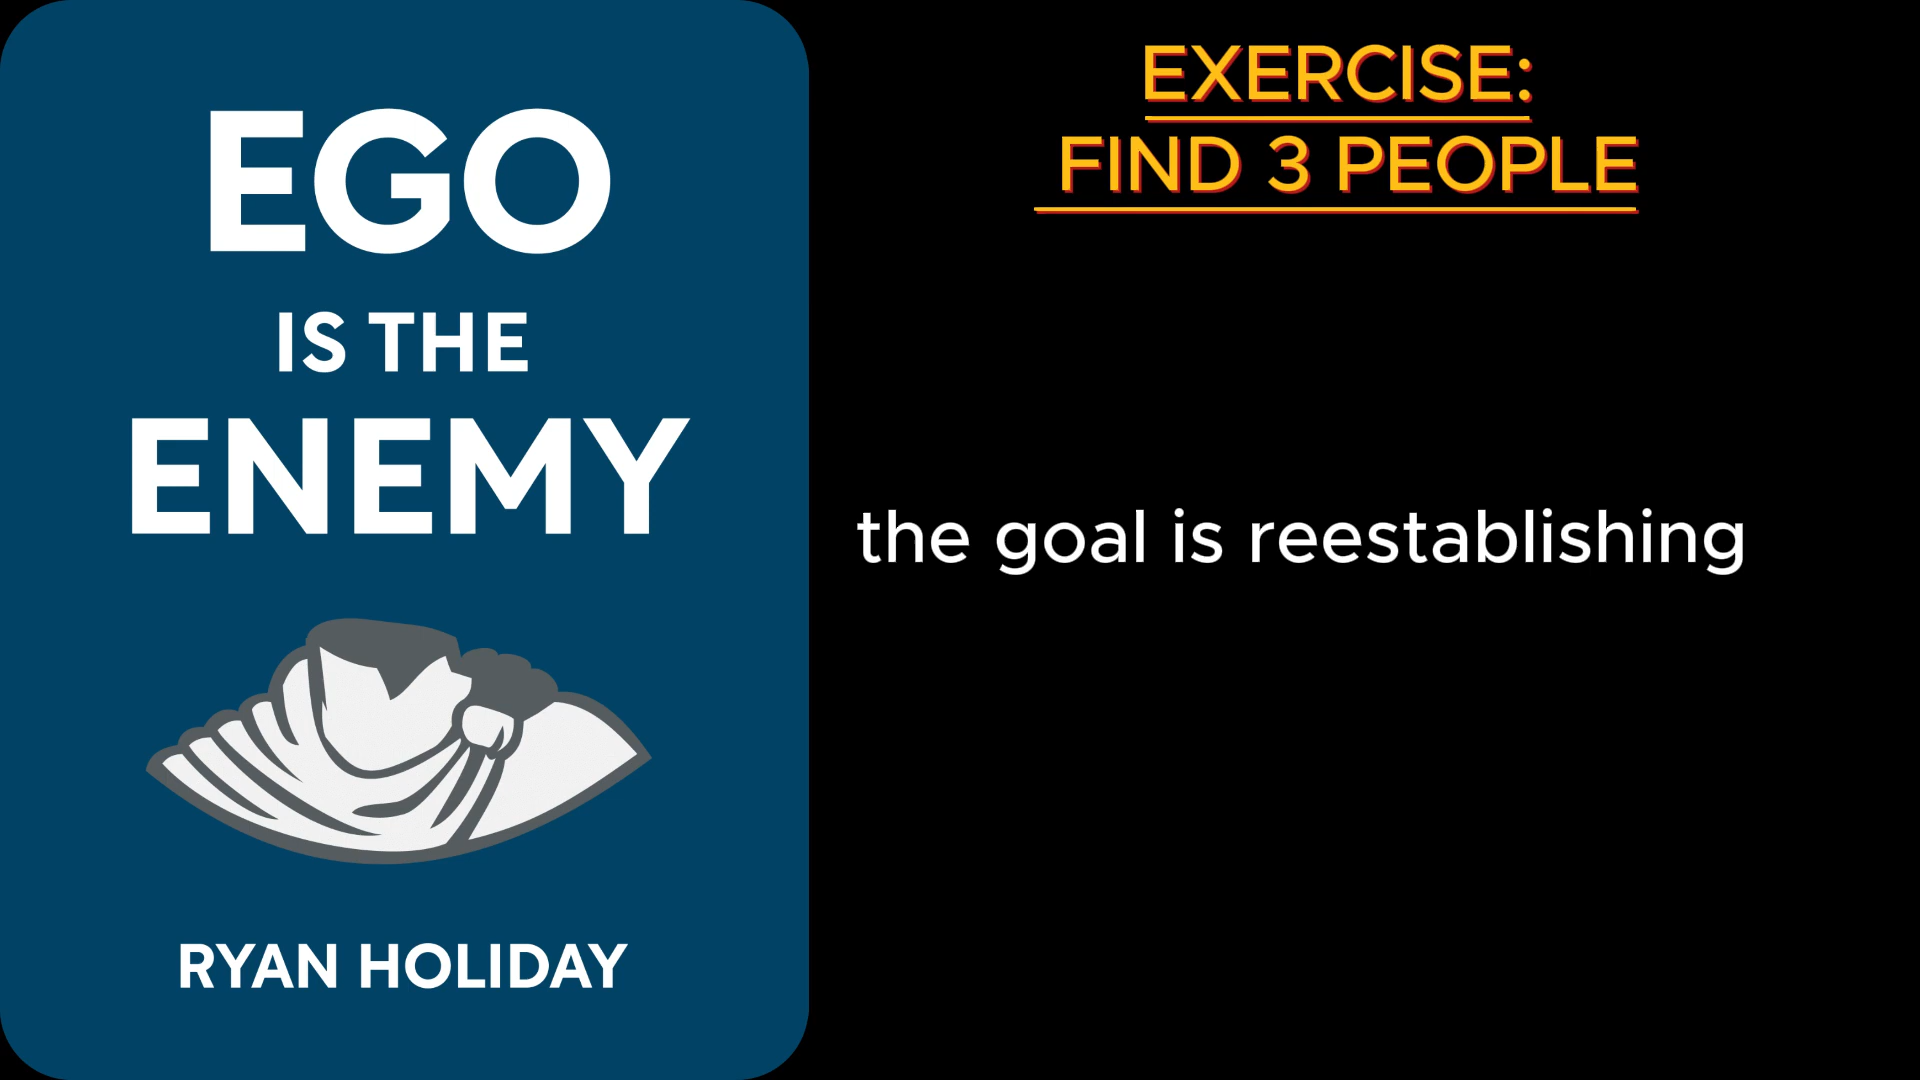 EGO
IS THE
ENEMY
RYAN HOLIDAY
EXERCISE:
FIND 3 PEOPLE
the goal is reestablishing